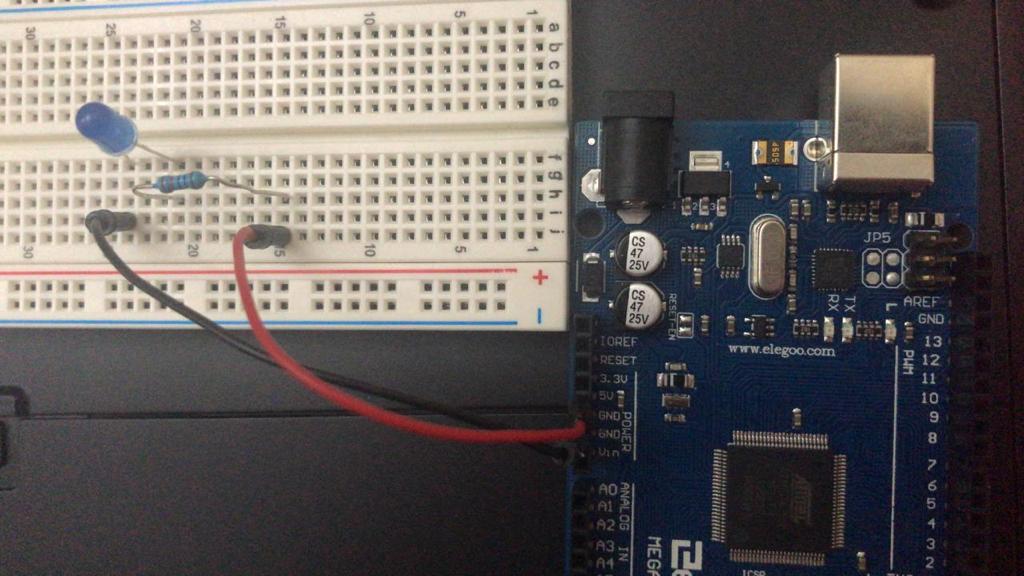 30 25 20 15 10 5 1
a
b
c
d
e
f
g
h
i
j
30 20 15 10 5 1
+
−
CS
47
25V
CS
47
25V
RESET-EN
505P
JP5
TX
RX
L
AREF
GND
13
12
11
10
9
8
7
6
5
4
3
2
PWM
www.elegoo.com
IOREF
RESET
3.3V
5V
GND
GND
Vin
POWER
A0
A1
A2
A3
A4
ANALOG IN
MEGA
ICSP